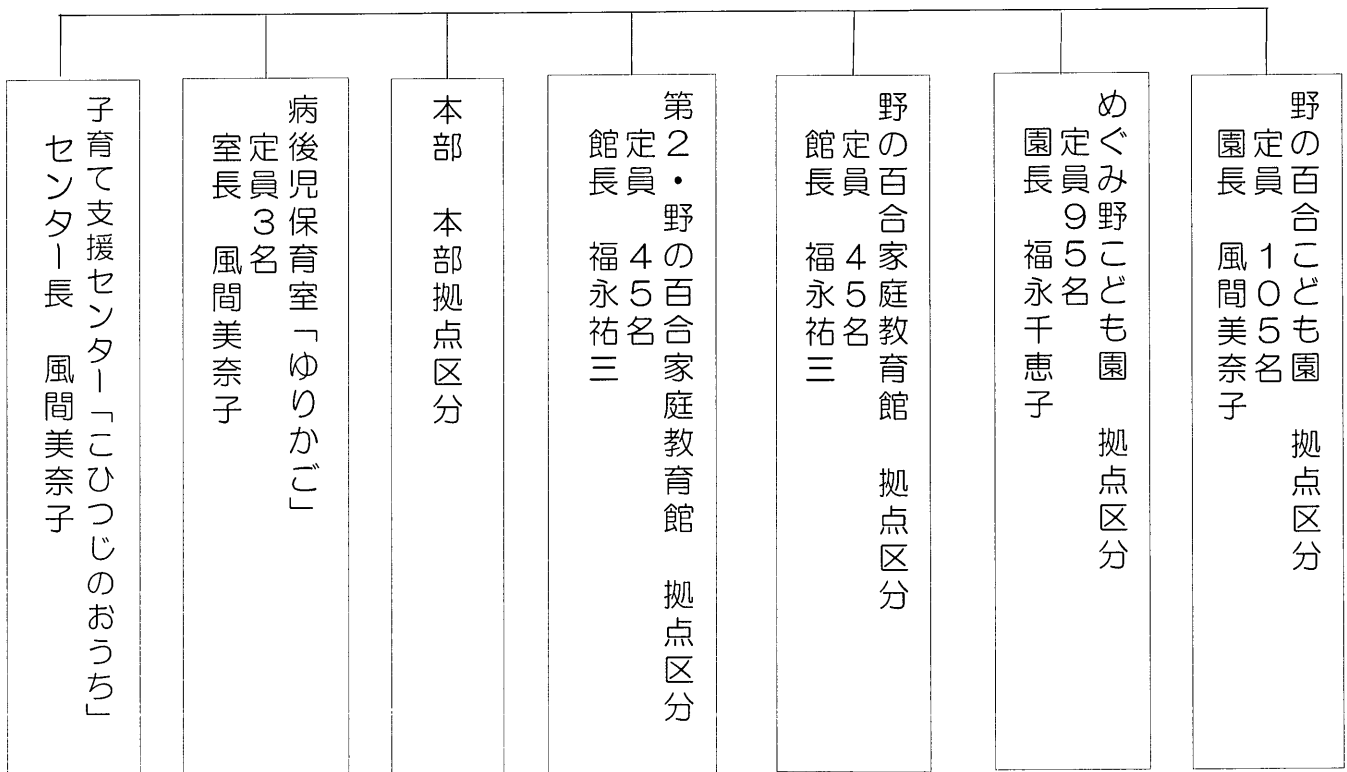 野の百合こども園　拠点区分
定員　１０５名
園長　風間美奈子
めぐみ野こども園　拠点区分
定員９５名
園長　福永千恵子
野の百合家庭教育館　拠点区分
定員　４５名
館長　福永祐三
第２・野の百合家庭教育館　拠点区分
定員　４５名
館長　福永祐三
本部　本部拠点区分
病後児保育室「ゆりかご」
定員３名
室長　風間美奈子
子育て支援センター「こひつじのおうち」
センター長　風間美奈子